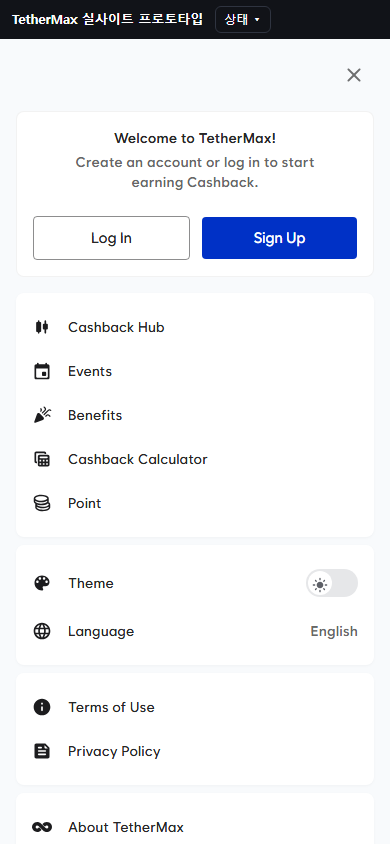 TetherMax 실사이트 프로토타입 상태
Welcome to TetherMax!
Create an account or log in to start
earning Cashback.
Log In
Sign Up
Cashback Hub
Events
Benefits
Cashback Calculator
Point
Theme
Language English
Terms of Use
Privacy Policy
About TetherMax